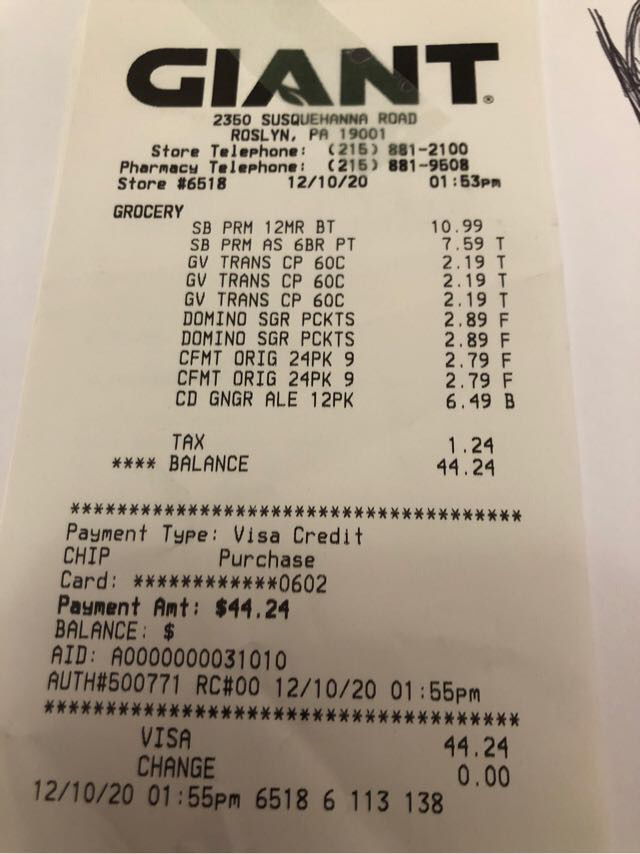 GIANT®
2350 SUSQUEHANNA ROAD
ROSLYN, PA 19001
Store Telephone: (215) 881-2100
Pharmacy Telephone: (215) 881-9508
Store #6518 12/10/20 01:53pm
GROCERY
SB PRM 12MR BT 10.99
SB PRM AS 6BR PT 7.59 T
GV TRANS CP 60C 2.19 T
GV TRANS CP 60C 2.19 T
GV TRANS CP 60C 2.19 T
DOMINO SGR PCKTS 2.89 F
DOMINO SGR PCKTS 2.89 F
CFMT ORIG 24PK 9 2.79 F
CFMT ORIG 24PK 9 2.79 F
CD GNGR ALE 12PK 6.49 B
TAX 1.24
**** BALANCE 44.24
***************************************
Payment Type: Visa Credit
CHIP Purchase
Card: ************0602
Payment Amt: $44.24
BALANCE: $
AID: A0000000031010
AUTH#500771 RC#00 12/10/20 01:55pm
***************************************
VISA 44.24
CHANGE 0.00
12/10/20 01:55pm 6518 6 113 138